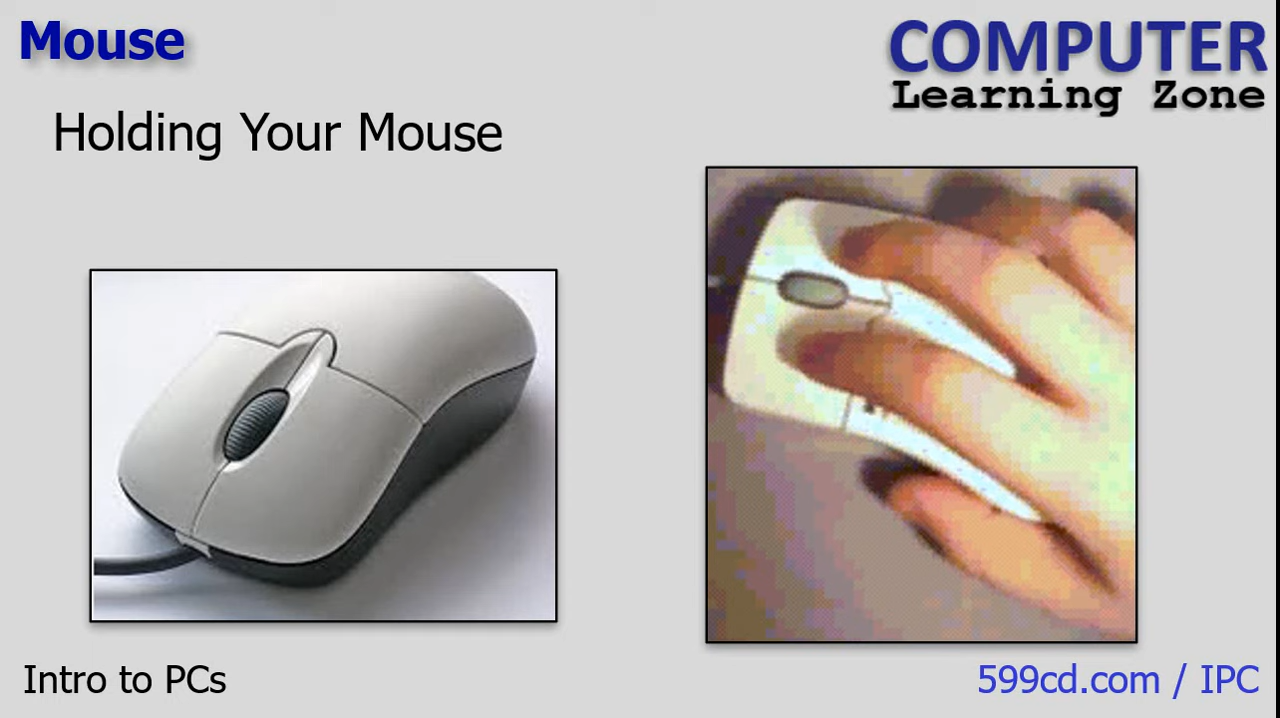 Mouse
COMPUTER
Learning Zone
Holding Your Mouse
Intro to PCs
599cd.com / IPC